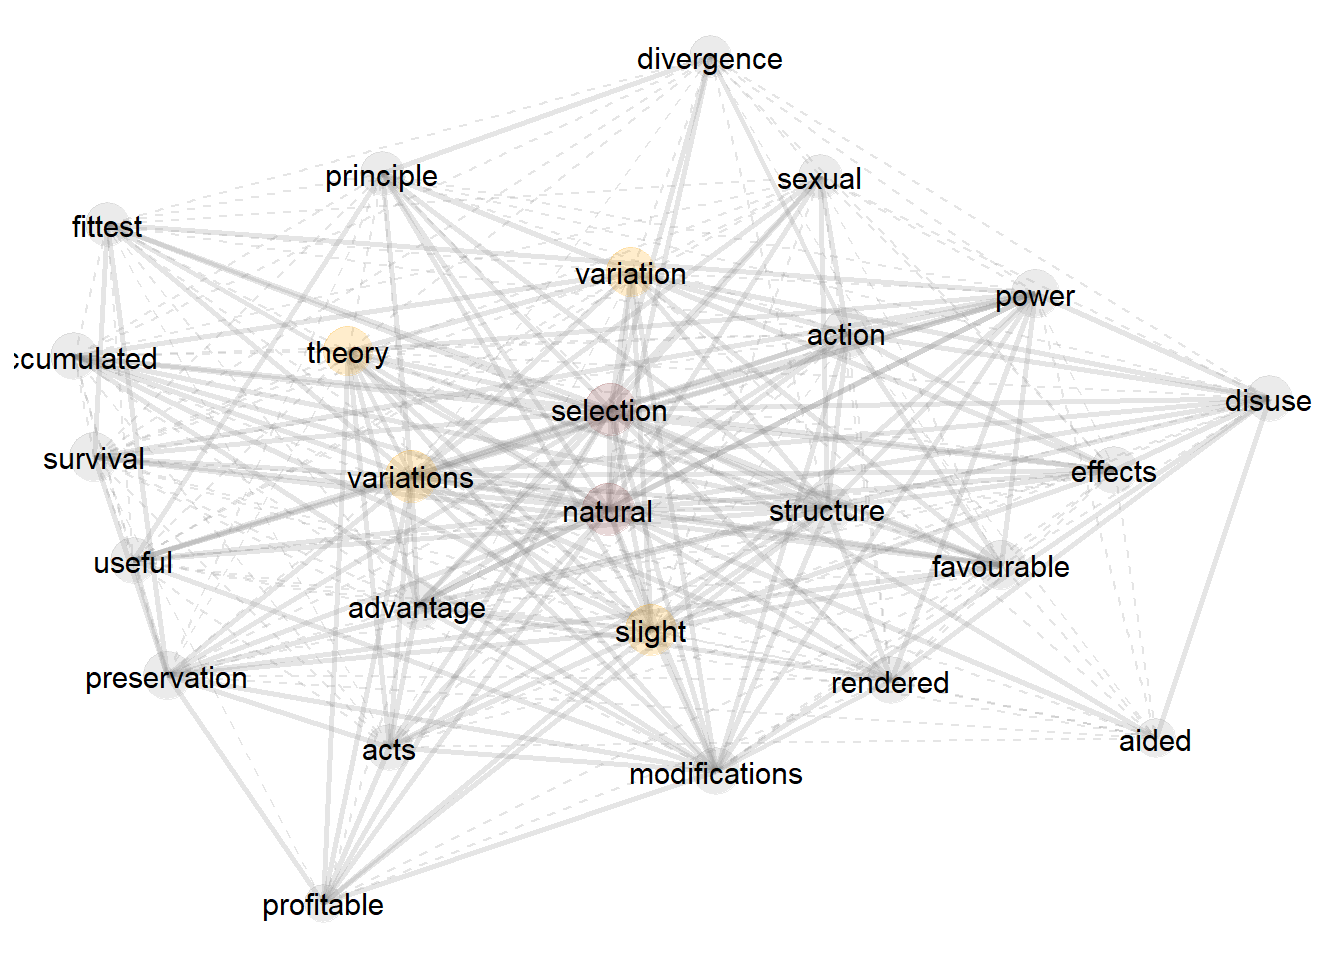 divergence
principle
sexual
fittest
variation
power
action
theory
ccumulated
disuse
selection
survival
effects
variations
natural
structure
useful
favourable
advantage
slight
preservation
rendered
aided
acts
modifications
profitable